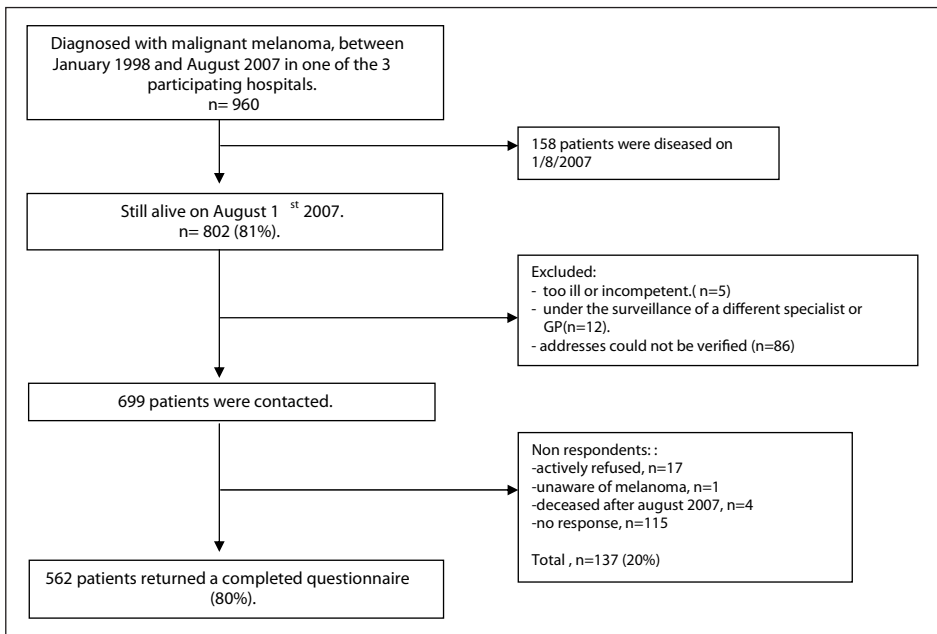 Diagnosed with malignant melanoma, between
January 1998 and August 2007 in one of the 3
participating hospitals.
n= 960
158 patients were diseased on
1/8/2007
Still alive on August 1 st 2007.
n= 802 (81%).
Excluded:
- too ill or incompetent.( n=5)
- under the surveillance of a different specialist or
GP(n=12).
- addresses could not be verified (n=86)
699 patients were contacted.
Non respondents: :
-actively refused, n=17
-unaware of melanoma, n=1
-deceased after august 2007, n=4
-no response, n=115
Total , n=137 (20%)
562 patients returned a completed questionnaire
(80%).